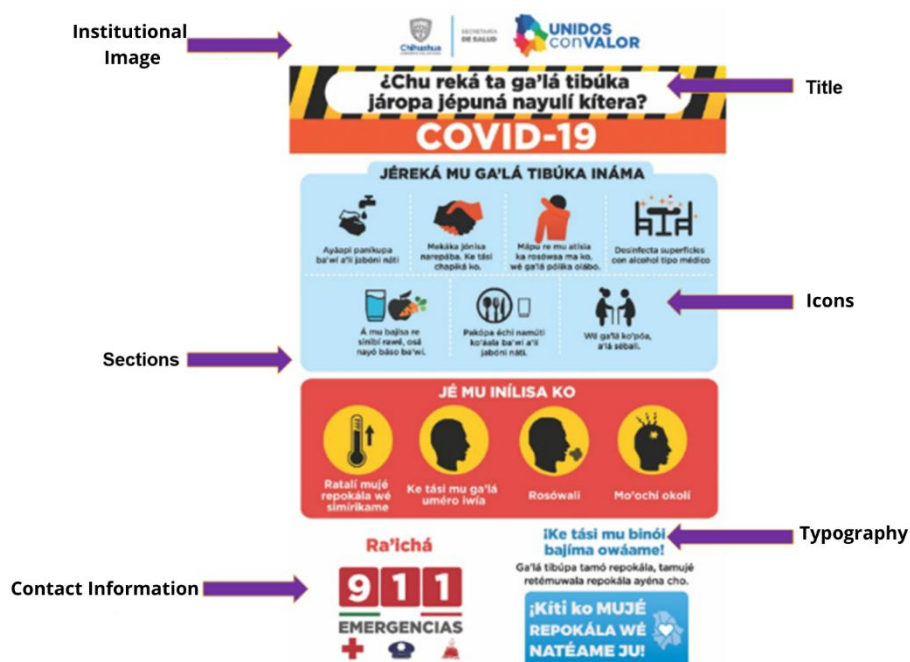 Institutional
Image
Chihuahua
SECRETARÍA
DE SALUD
UNIDOS
conVALOR
¿Chu reká ta ga'lá tibúka
járopa jépuná nayulí kítera?
Title
COVID-19
JÉREKÁ MU GA'LÁ TIBÚKA INÁMA
Ayáapi panikupa
ba'wí a'lí jabóni náti
Mekáka jónisa
narepába. Ke tási
chapiká ko.
Mápu re mu atísia
ka rosówsa ma ko,
wé ga'lá pólika olábo.
Desinfecta superficies
con alcohol tipo médico
Icons
Á mu bajísa re
sinibí rawé, osá
nayó báso ba'wí.
Pakópa échi namúti
ko'áala ba'wí a'lí
jabóni náti.
Wé ga'lá ko'póa,
a'lá sébali.
Sections
JÉ MU INÍLISA KO
Ratalí mujé
repokála wé
simírikame
Ke tási mu ga'lá
uméro iwía
Rosówali
Mo'ochí okolí
Typography
Contact Information
Ra'ichá
911
EMERGENCIAS
¡Ke tási mu binói
bajíma owáame!
Ga'lá tibúpa tamó repokála, tamujé
retémuwala repokála ayéna cho.
¡Kíti ko MUJÉ
REPOKÁLA WÉ
NATÉAME JU!